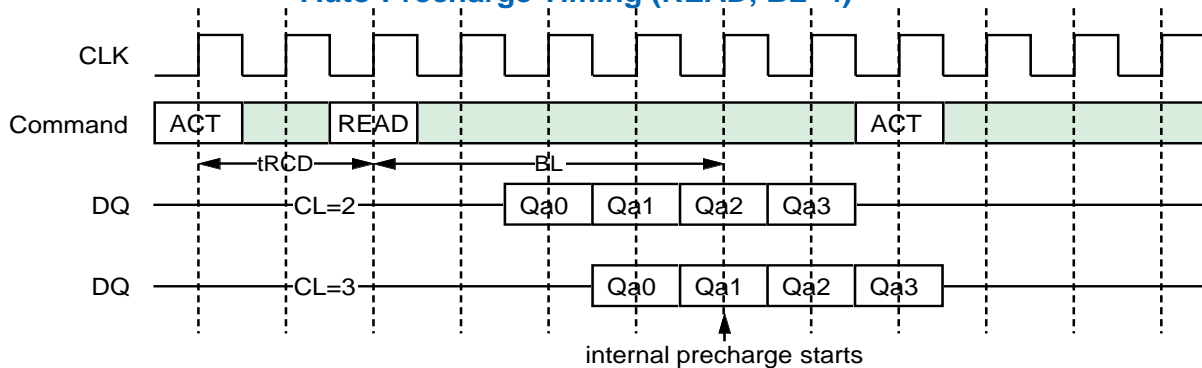 Auto Precharge Timing (READ, BL=4)
CLK
Command ACT READ ACT
tRCD BL
DQ CL=2 Qa0 Qa1 Qa2 Qa3
DQ CL=3 Qa0 Qa1 Qa2 Qa3
internal precharge starts